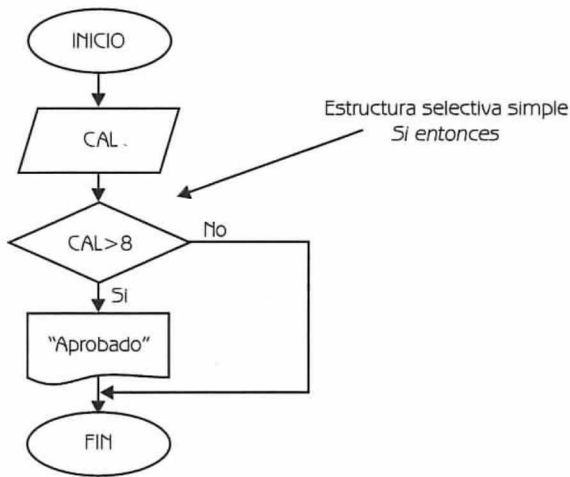 INICIO
Estructura selectiva simple
Si entonces
CAL
CAL>8
No
Si
"Aprobado"
FIN